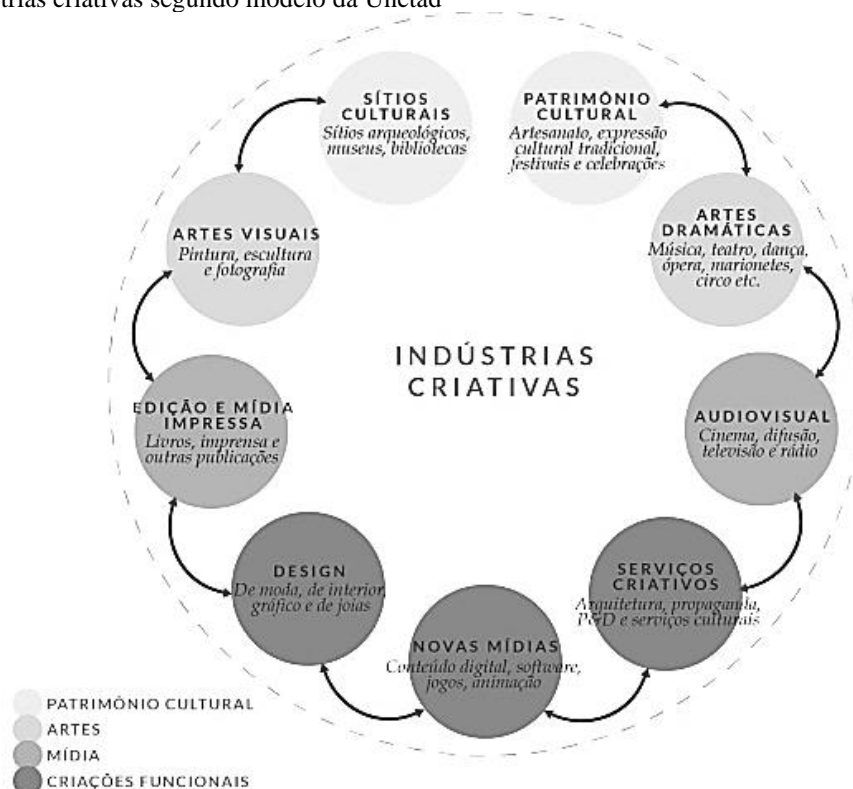 trias criativas segundo modelo da Unctad
SÍTIOS
CULTURAIS
Sítios arqueológicos,
museus, bibliotecas
PATRIMÔNIO
CULTURAL
Artesanato, expressão
cultural tradicional,
festivais e celebrações
ARTES VISUAIS
Pintura, escultura
e fotografia
ARTES
DRAMÁTICAS
Música, teatro, dança,
ópera, marionetes,
circo etc.
INDÚSTRIAS
CRIATIVAS
EDIÇÃO E MÍDIA
IMPRESSA
Livros, imprensa e
outras publicações
AUDIOVISUAL
Cinema, difusão,
televisão e rádio
DESIGN
De moda, de interior,
gráfico e de joias
SERVIÇOS
CRIATIVOS
Arquitetura, propaganda,
P&D e serviços culturais
NOVAS MÍDIAS
Conteúdo digital, software,
jogos, animação
PATRIMÔNIO CULTURAL
ARTES
MÍDIA
CRIAÇÕES FUNCIONAIS